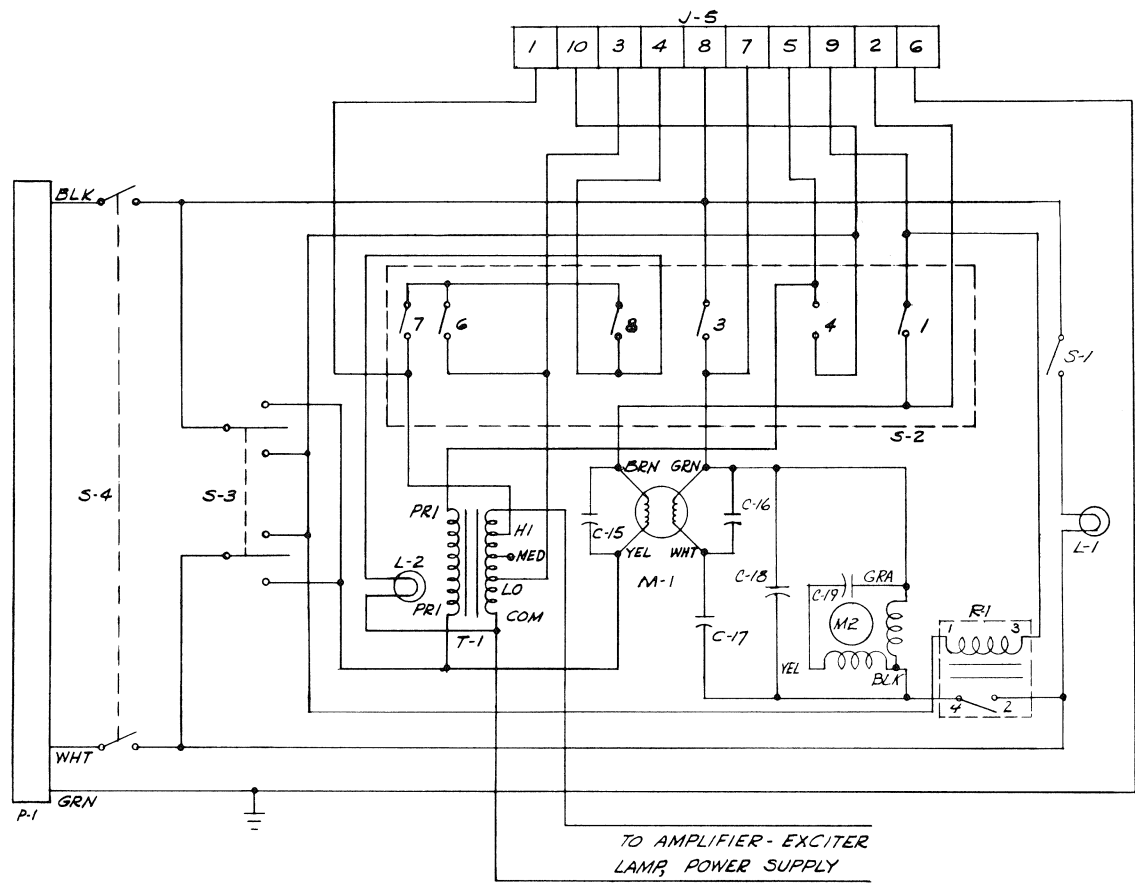 J-5
1 10 3 4 8 7 5 9 2 6
BLK
7 6 8 3 4 1
S-1
S-2
S-4
S-3
BRN GRN
PRI
HI
C-15
C-16
MED
YEL WHT
L-2
M-1
L-1
LO
C-18
GRA
C-19
PRI
COM
M2
R-1
T-1
C-17
1 3
YEL
BLK
4 2
WHT
GRN
P-1
TO AMPLIFIER - EXCITER
LAMP, POWER SUPPLY